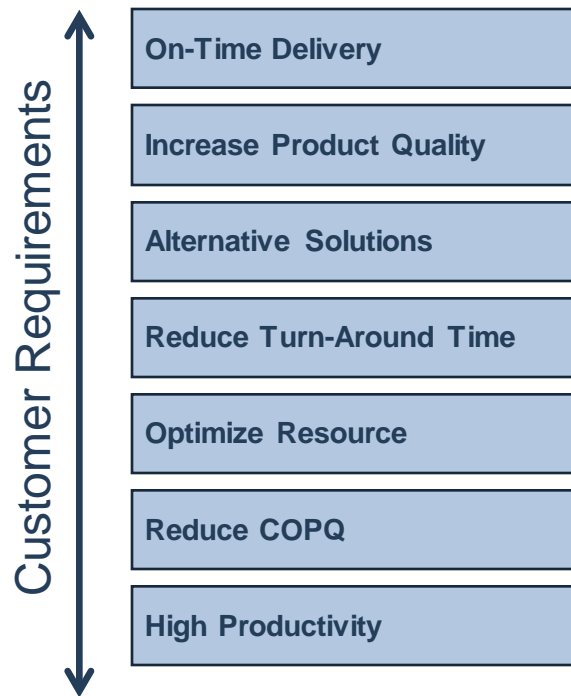 Customer Requirements
On-Time Delivery
Increase Product Quality
Alternative Solutions
Reduce Turn-Around Time
Optimize Resource
Reduce COPQ
High Productivity